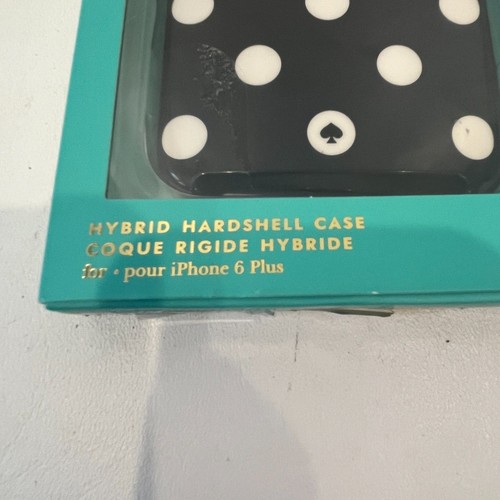 HYBRID HARDSHELL CASE
COQUE RIGIDE HYBRIDE
for • pour iPhone 6 Plus